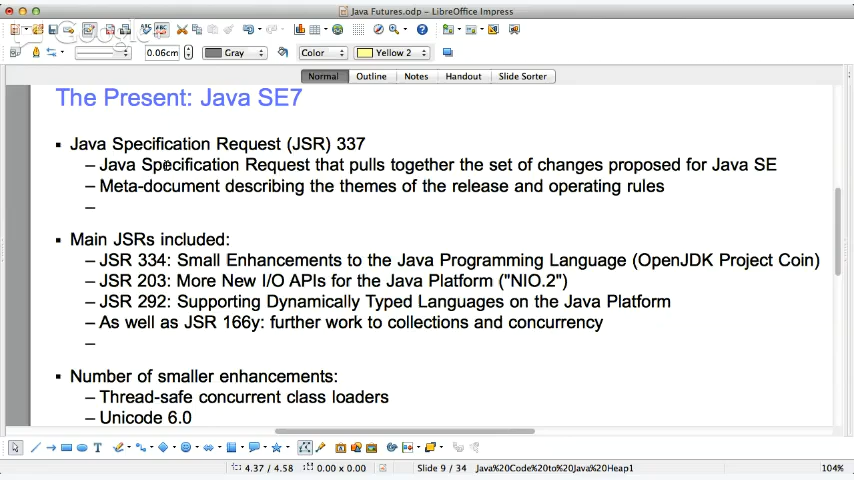 Java Futures.odp - LibreOffice Impress
0.06cm
Gray
Color
Yellow 2
Normal
Outline
Notes
Handout
Slide Sorter
The Present: Java SE7
▪ Java Specification Request (JSR) 337
– Java Specification Request that pulls together the set of changes proposed for Java SE
– Meta-document describing the themes of the release and operating rules
–
▪ Main JSRs included:
– JSR 334: Small Enhancements to the Java Programming Language (OpenJDK Project Coin)
– JSR 203: More New I/O APIs for the Java Platform ("NIO.2")
– JSR 292: Supporting Dynamically Typed Languages on the Java Platform
– As well as JSR 166y: further work to collections and concurrency
–
▪ Number of smaller enhancements:
– Thread-safe concurrent class loaders
– Unicode 6.0
4.37 / 4.58
0.00 x 0.00
Slide 9 / 34
Java%20Code%20to%20Java%20Heap1
104%